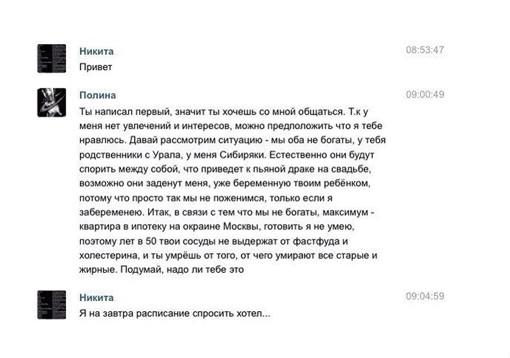 Никита 08:53:47
Привет
Полина 09:00:49
Ты написал первый, значит ты хочешь со мной общаться. Т.к у
меня нет увлечений и интересов, можно предположить что я тебе
нравлюсь. Давай рассмотрим ситуацию - мы оба не богаты, у тебя
родственники с Урала, у меня Сибиряки. Естественно они будут
спорить между собой, что приведет к пьяной драке на свадьбе,
возможно они заденут меня, уже беременную твоим ребёнком,
потому что просто так мы не поженимся, только если я
забеременею. Итак, в связи с тем что мы не богаты, максимум -
квартира в ипотеку на окраине Москвы, готовить я не умею,
поэтому лет в 50 твои сосуды не выдержат от фастфуда и
холестерина, и ты умрёшь от того, от чего умирают все старые и
жирные. Подумай, надо ли тебе это
Никита 09:04:59
Я на завтра расписание спросить хотел...